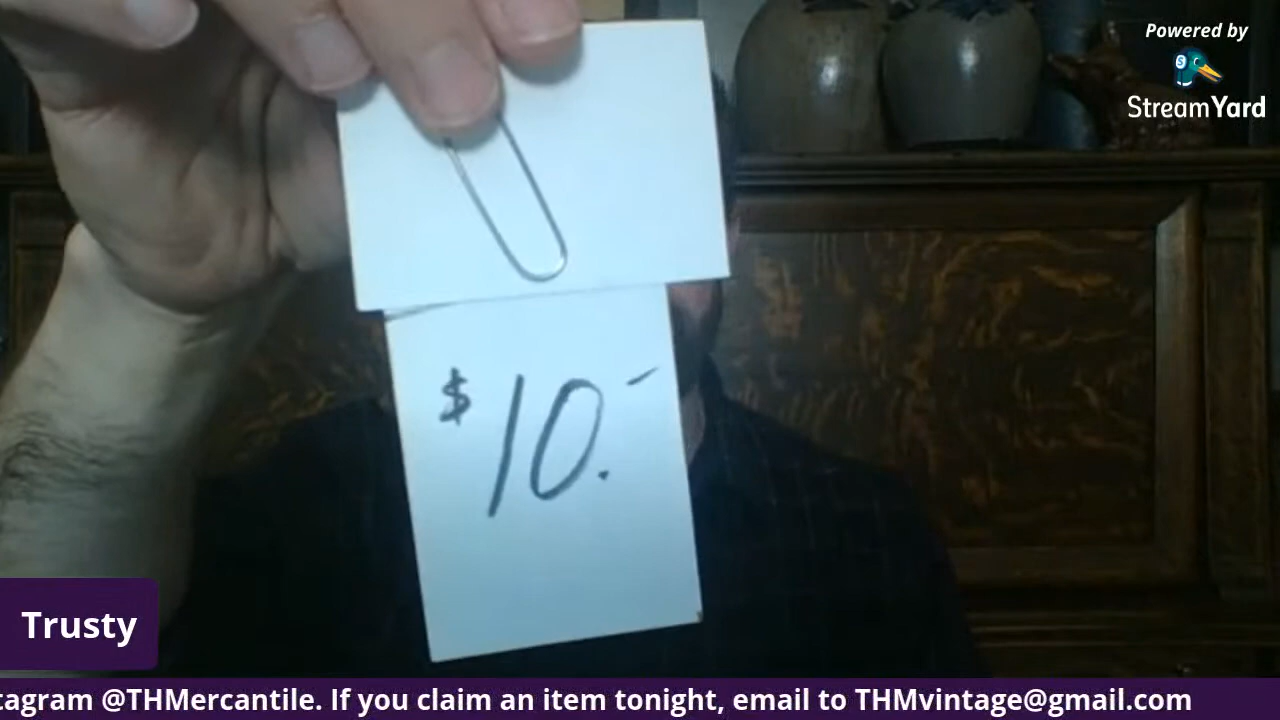 Powered by
StreamYard
$10.-
Trusty
tagram @THMercantile. If you claim an item tonight, email to THMvintage@gmail.com